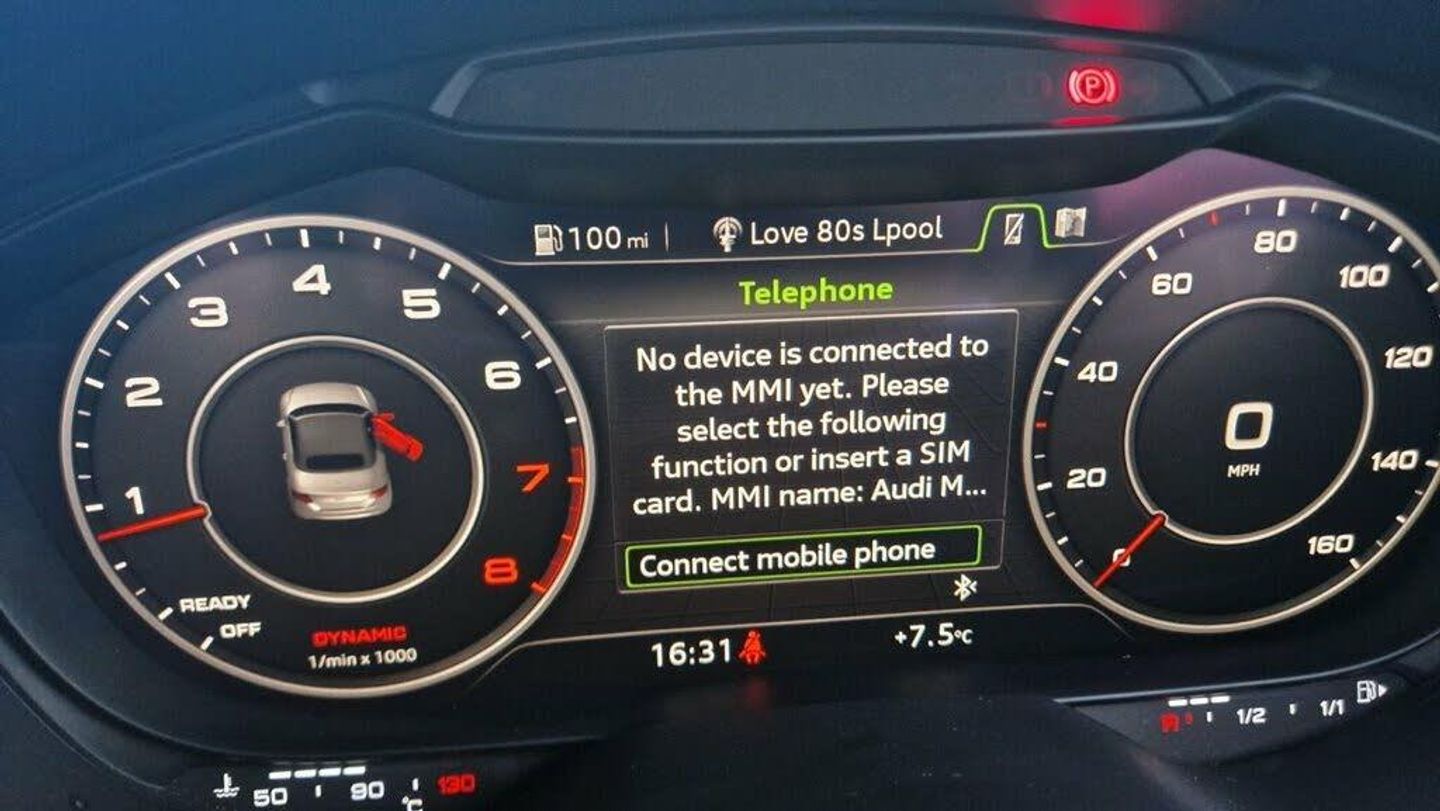 P
100 mi
Love 80s Lpool
Telephone
No device is connected to
the MMI yet. Please
select the following
function or insert a SIM
card. MMI name: Audi M...
Connect mobile phone
16:31
+7.5°C
1
2
3
4
5
6
7
8
READY
OFF
DYNAMIC
1/min x 1000
20
40
60
80
100
120
140
160
0
MPH
50
90
°C
130
R
1/2
1/1